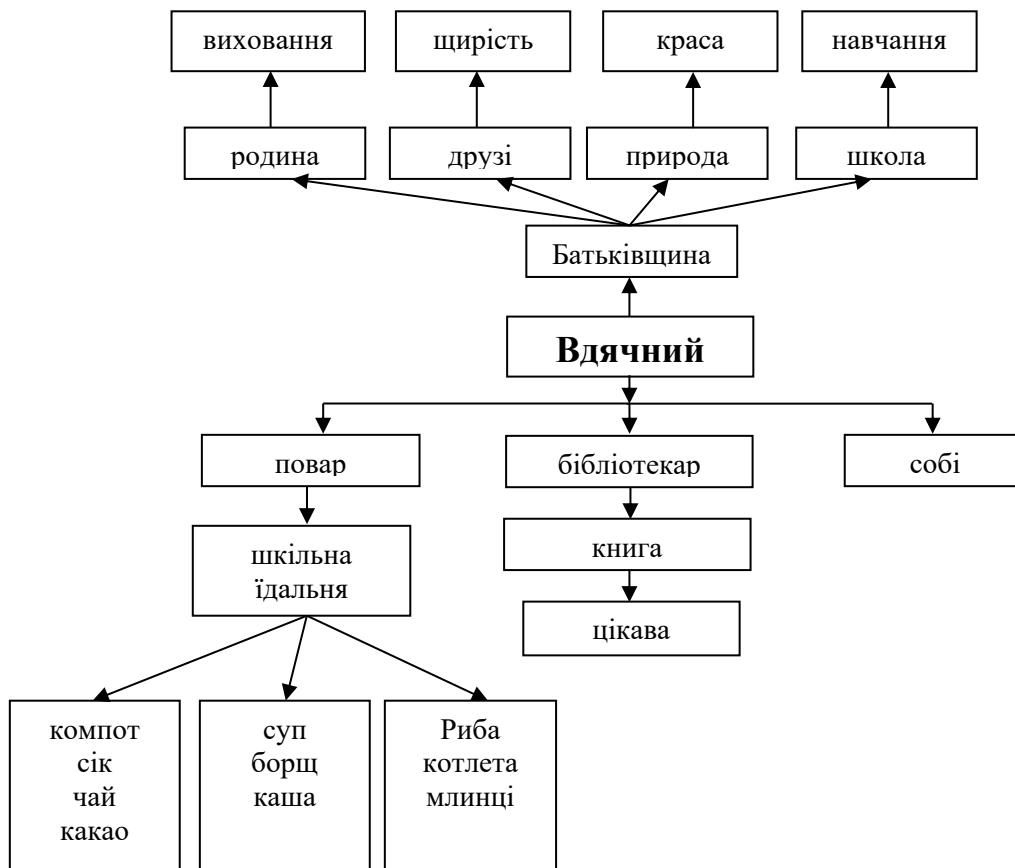 виховання
щирість
краса
навчання
родина
друзі
природа
школа
Батьківщина
Вдячний
повар
бібліотекар
собі
шкільна
їдальня
книга
цікава
компот
сік
чай
какао
суп
борщ
каша
Риба
котлета
млинці